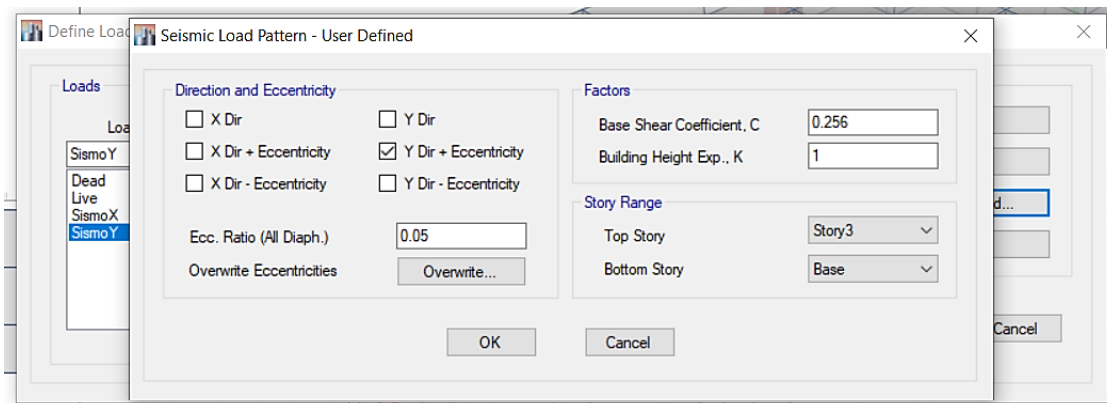 Define Loa
Seismic Load Pattern - User Defined
Loads
Loa
SismoY
Dead
Live
SismoX
SismoY
Direction and Eccentricity
X Dir
Y Dir
X Dir + Eccentricity
Y Dir + Eccentricity
X Dir - Eccentricity
Y Dir - Eccentricity
Ecc. Ratio (All Diaph.)
0.05
Overwrite Eccentricities
Overwrite...
Factors
Base Shear Coefficient, C
0.256
Building Height Exp., K
1
Story Range
Top Story
Story3
Bottom Story
Base
OK
Cancel
d...
Cancel